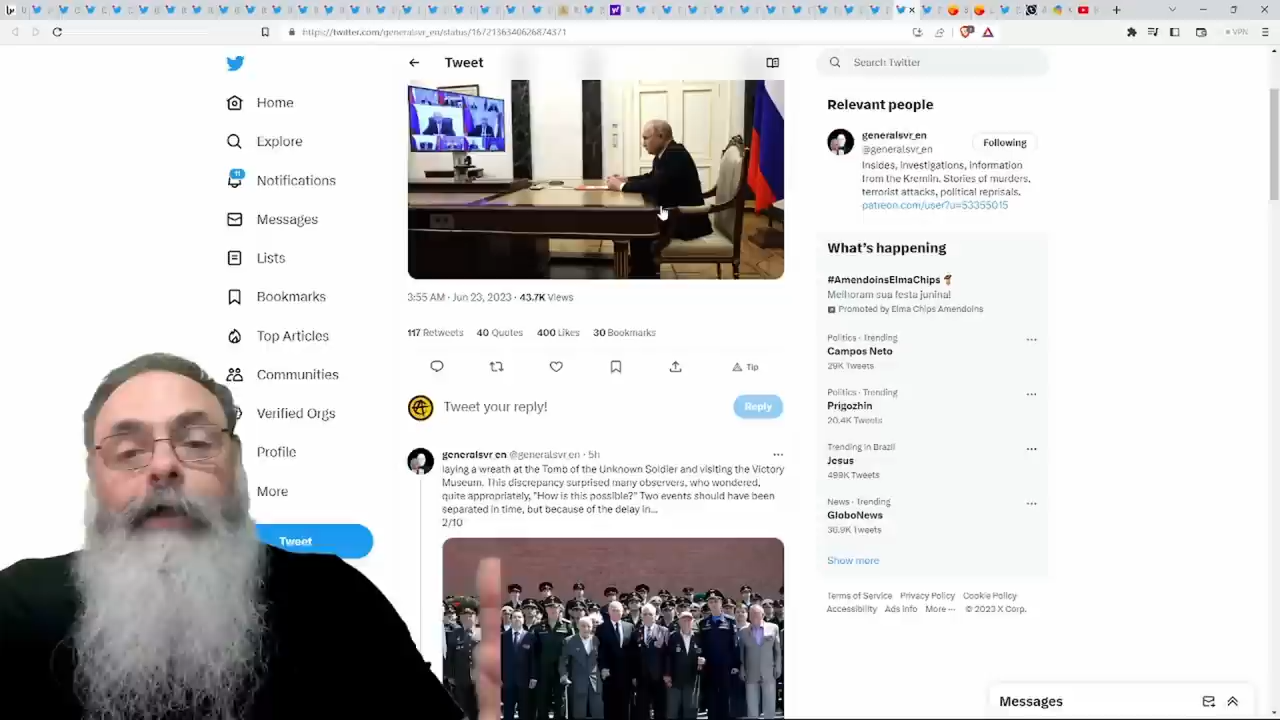 https://twitter.com/generalsvr_en/status/1672136340626874371
VPN
Home
Explore
11
Notifications
Messages
Lists
Bookmarks
Top Articles
Communities
Verified Orgs
Profile
More
Tweet
Tweet
3:55 AM · Jun 23, 2023 · 43.7K Views
117 Retweets 40 Quotes 400 Likes 30 Bookmarks
Tip
Tweet your reply!
Reply
generalsvr en @generalsvr_en · 5h
laying a wreath at the Tomb of the Unknown Soldier and visiting the Victory
Museum. This discrepancy surprised many observers, who wondered,
quite appropriately, "How is this possible?" Two events should have been
separated in time, but because of the delay in...
2/10
Search Twitter
Relevant people
generalsvr_en
@generalsvr_en
Following
Insides, investigations, information
from the Kremlin. Stories of murders,
terrorist attacks, political reprisals.
patreon.com/user?u=53355015
What's happening
#AmendoinsElmaChips
Melhoram sua festa junina!
Promoted by Elma Chips Amendoins
Politics · Trending
Campos Neto
29K Tweets
Politics · Trending
Prigozhin
20.4K Tweets
Trending in Brazil
Jesus
499K Tweets
News · Trending
GloboNews
36.9K Tweets
Show more
Terms of Service Privacy Policy Cookie Policy
Accessibility Ads info More ··· © 2023 X Corp.
Messages